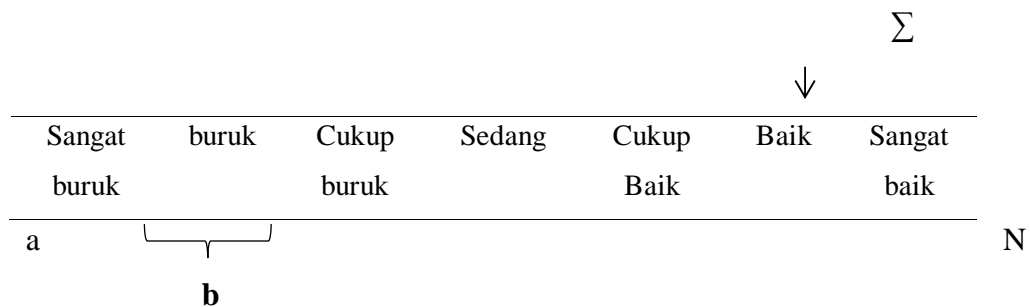 ∑
↓
Sangat buruk Cukup Sedang Cukup Baik Sangat
buruk buruk Baik baik
a N
b